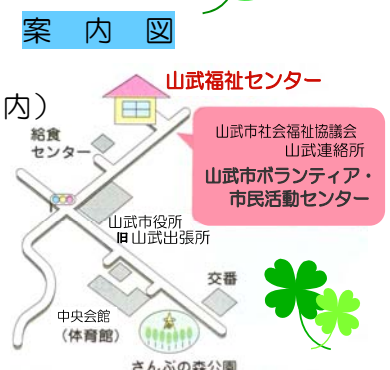 案内図
山武福祉センター
内）
山武市社会福祉協議会
山武連絡所
山武市ボランティア・
市民活動センター
給食
センター
山武市役所
旧山武出張所
交番
中央会館
（体育館）
さんぶの森公園